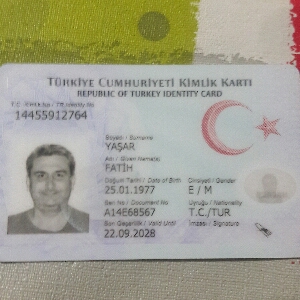 TÜRKİYE CUMHURİYETİ KİMLİK KARTI
REPUBLIC OF TURKEY IDENTITY CARD
T.C. Kimlik No / TR Identity No
14455912764
Soyadı / Surname
YAŞAR
Adı / Given Name(s)
FATİH
Doğum Tarihi / Date of Birth Cinsiyeti / Gender
25.01.1977 E / M
Seri No / Document No Uyruğu / Nationality
A14E68567 T.C./TUR
Son Geçerlilik / Valid Until İmzası / Signature
22.09.2028